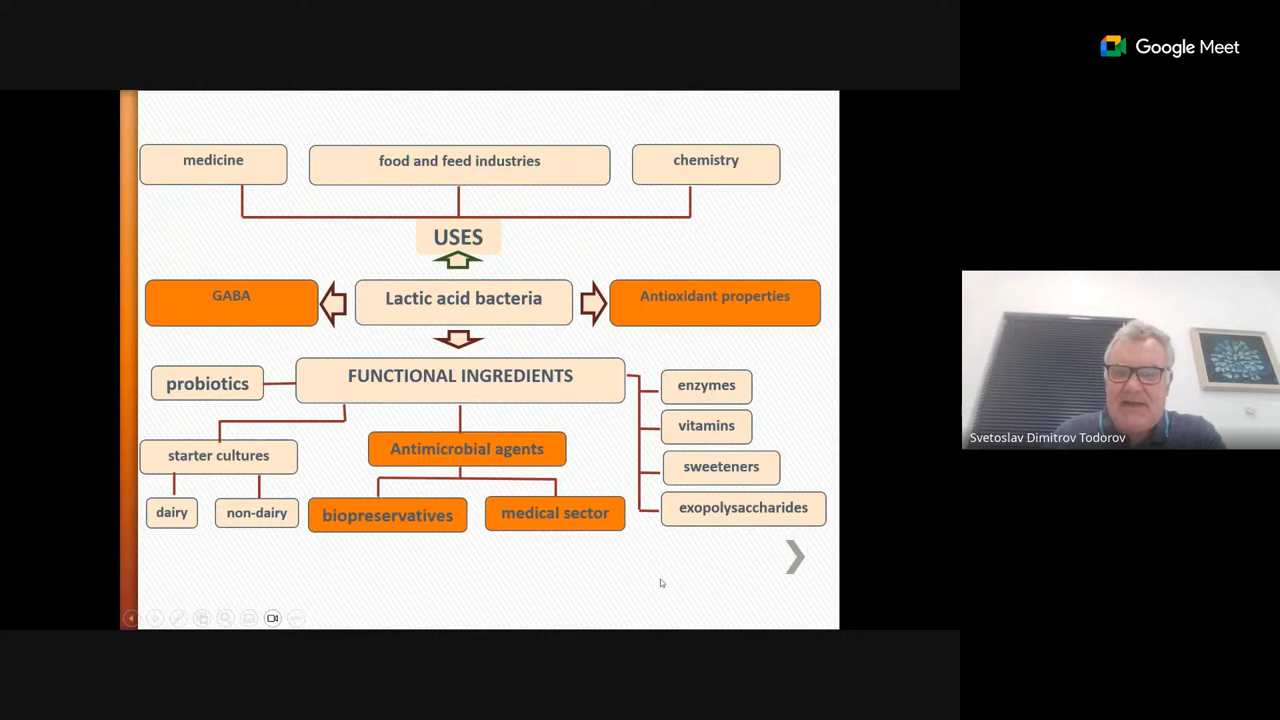 Google Meet
medicine
food and feed industries
chemistry
USES
GABA
Lactic acid bacteria
Antioxidant properties
probiotics
FUNCTIONAL INGREDIENTS
enzymes
vitamins
starter cultures
Antimicrobial agents
sweeteners
dairy
non-dairy
biopreservatives
medical sector
exopolysaccharides
Svetoslav Dimitrov Todorov